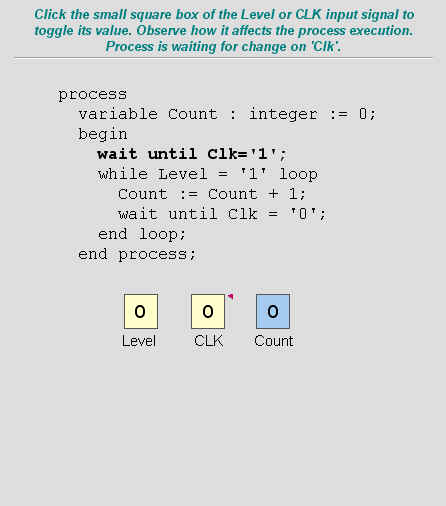 Click the small square box of the Level or CLK input signal to
toggle its value. Observe how it affects the process execution.
Process is waiting for change on 'Clk'.
process
variable Count : integer := 0;
begin
wait until Clk='1';
while Level = '1' loop
Count := Count + 1;
wait until Clk = '0';
end loop;
end process;
0 0 0
Level CLK Count